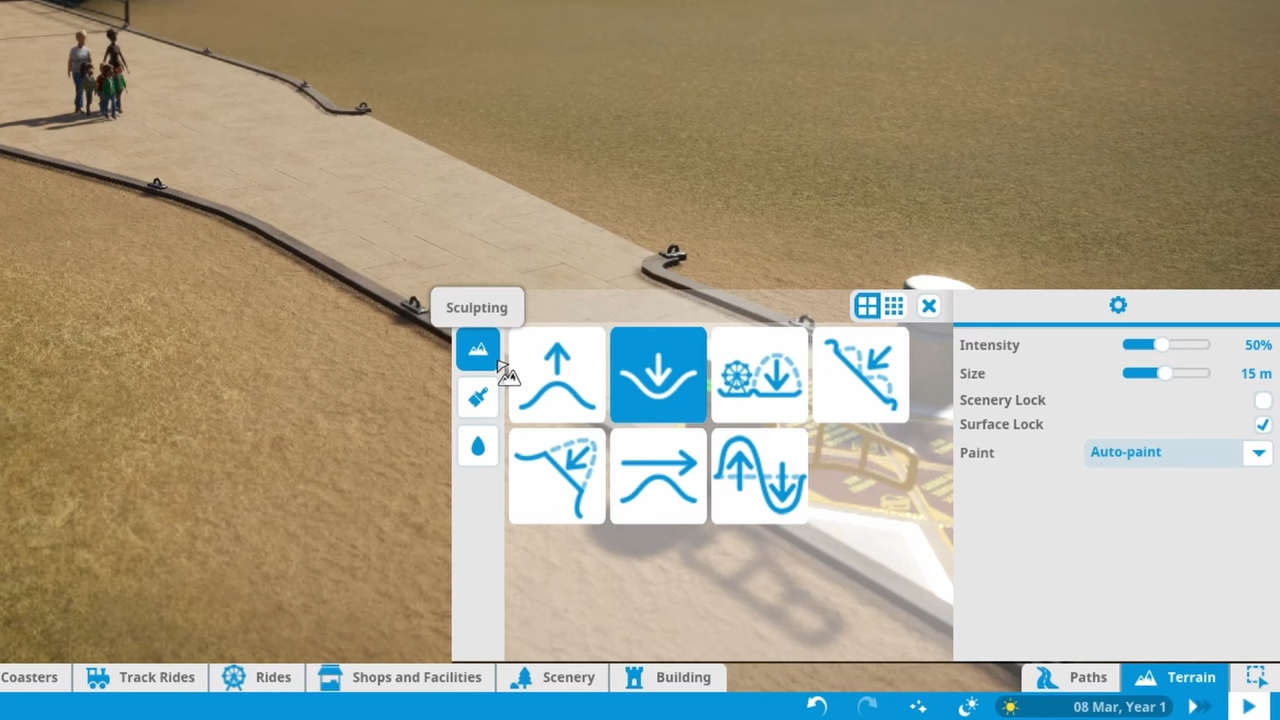 Sculpting
Intensity 50%
Size 15 m
Scenery Lock
Surface Lock
Paint Auto-paint
Coasters Track Rides Rides Shops and Facilities Scenery Building Paths Terrain
08 Mar, Year 1